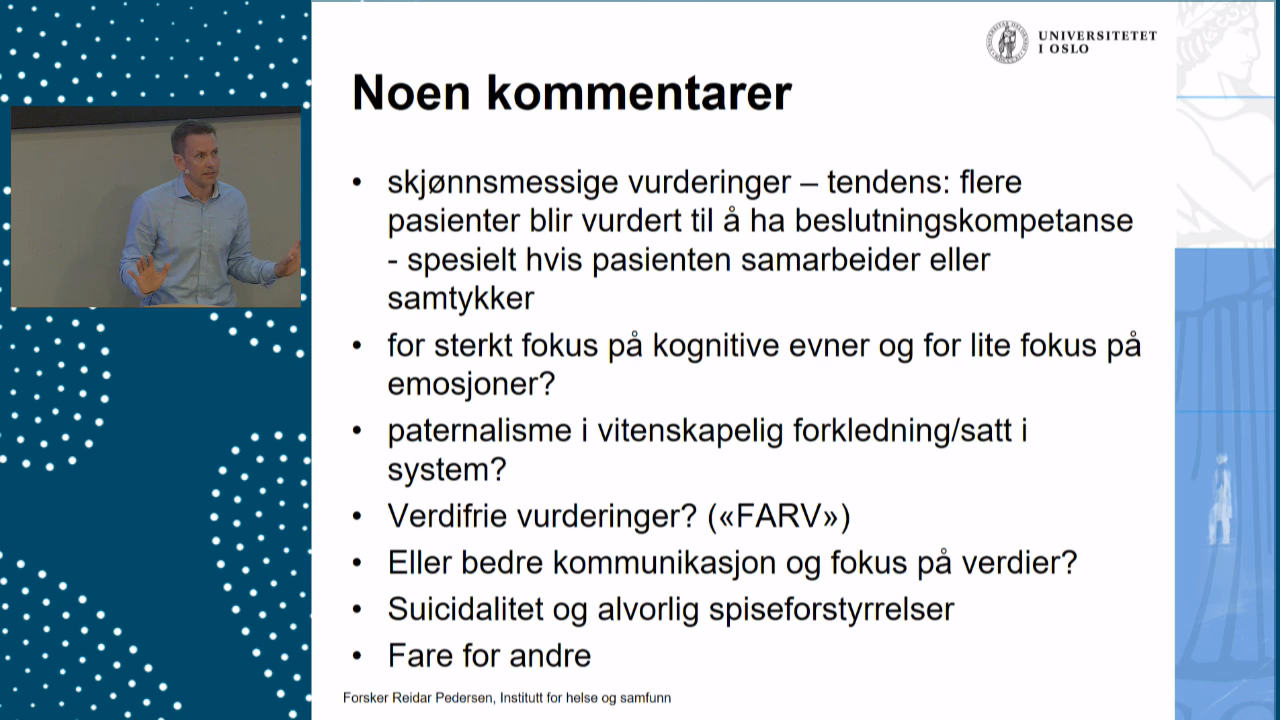 UNIVERSITETET
I OSLO
Noen kommentarer
• skjønnsmessige vurderinger – tendens: flere
pasienter blir vurdert til å ha beslutningskompetanse
- spesielt hvis pasienten samarbeider eller
samtykker
• for sterkt fokus på kognitive evner og for lite fokus på
emosjoner?
• paternalisme i vitenskapelig forkledning/satt i
system?
• Verdifrie vurderinger? («FARV»)
• Eller bedre kommunikasjon og fokus på verdier?
• Suicidalitet og alvorlig spiseforstyrrelser
• Fare for andre
Forsker Reidar Pedersen, Institutt for helse og samfunn